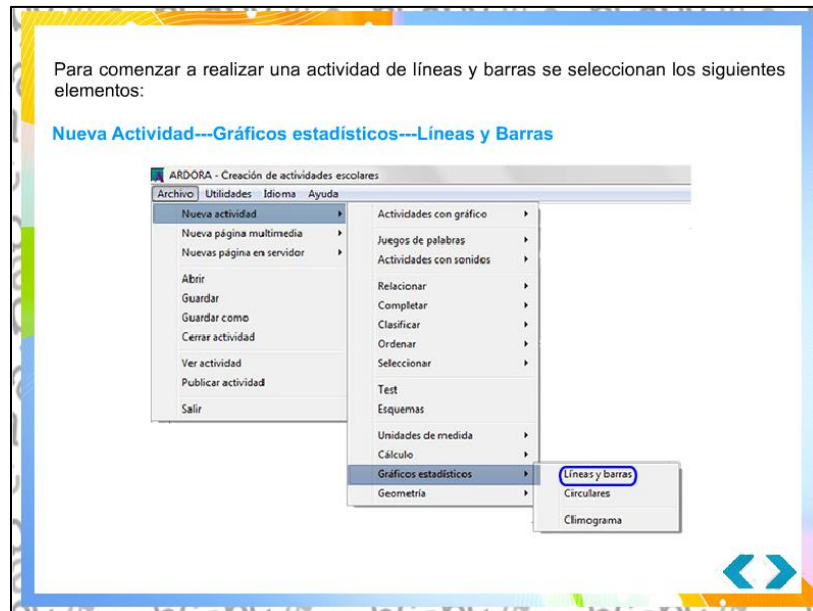 Para comenzar a realizar una actividad de líneas y barras se seleccionan los siguientes
elementos:
Nueva Actividad---Gráficos estadísticos---Líneas y Barras
ARDORA - Creación de actividades escolares
Archivo Utilidades Idioma Ayuda
Nueva actividad
Nueva página multimedia
Nuevas página en servidor
Abrir
Guardar
Guardar como
Cerrar actividad
Ver actividad
Publicar actividad
Salir
Actividades con gráfico
Juegos de palabras
Actividades con sonidos
Relacionar
Completar
Clasificar
Ordenar
Seleccionar
Test
Esquemas
Unidades de medida
Cálculo
Gráficos estadísticos
Geometría
Líneas y barras
Circulares
Climograma